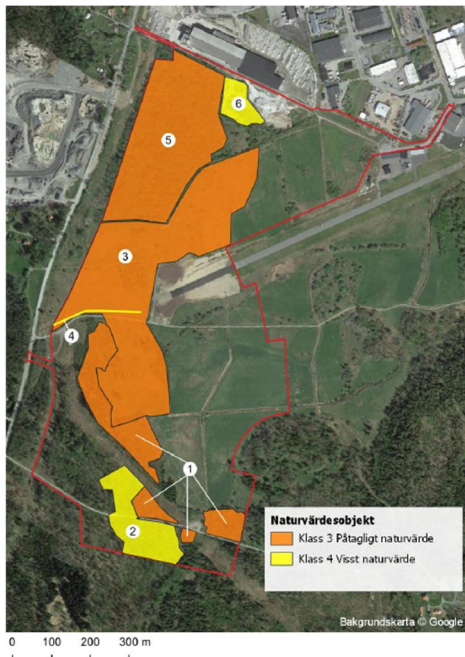 6
5
3
4
1
2
Naturvärdesobjekt
Klass 3 Påtagligt naturvärde
Klass 4 Visst naturvärde
Bakgrundskarta © Google
0 100 200 300 m